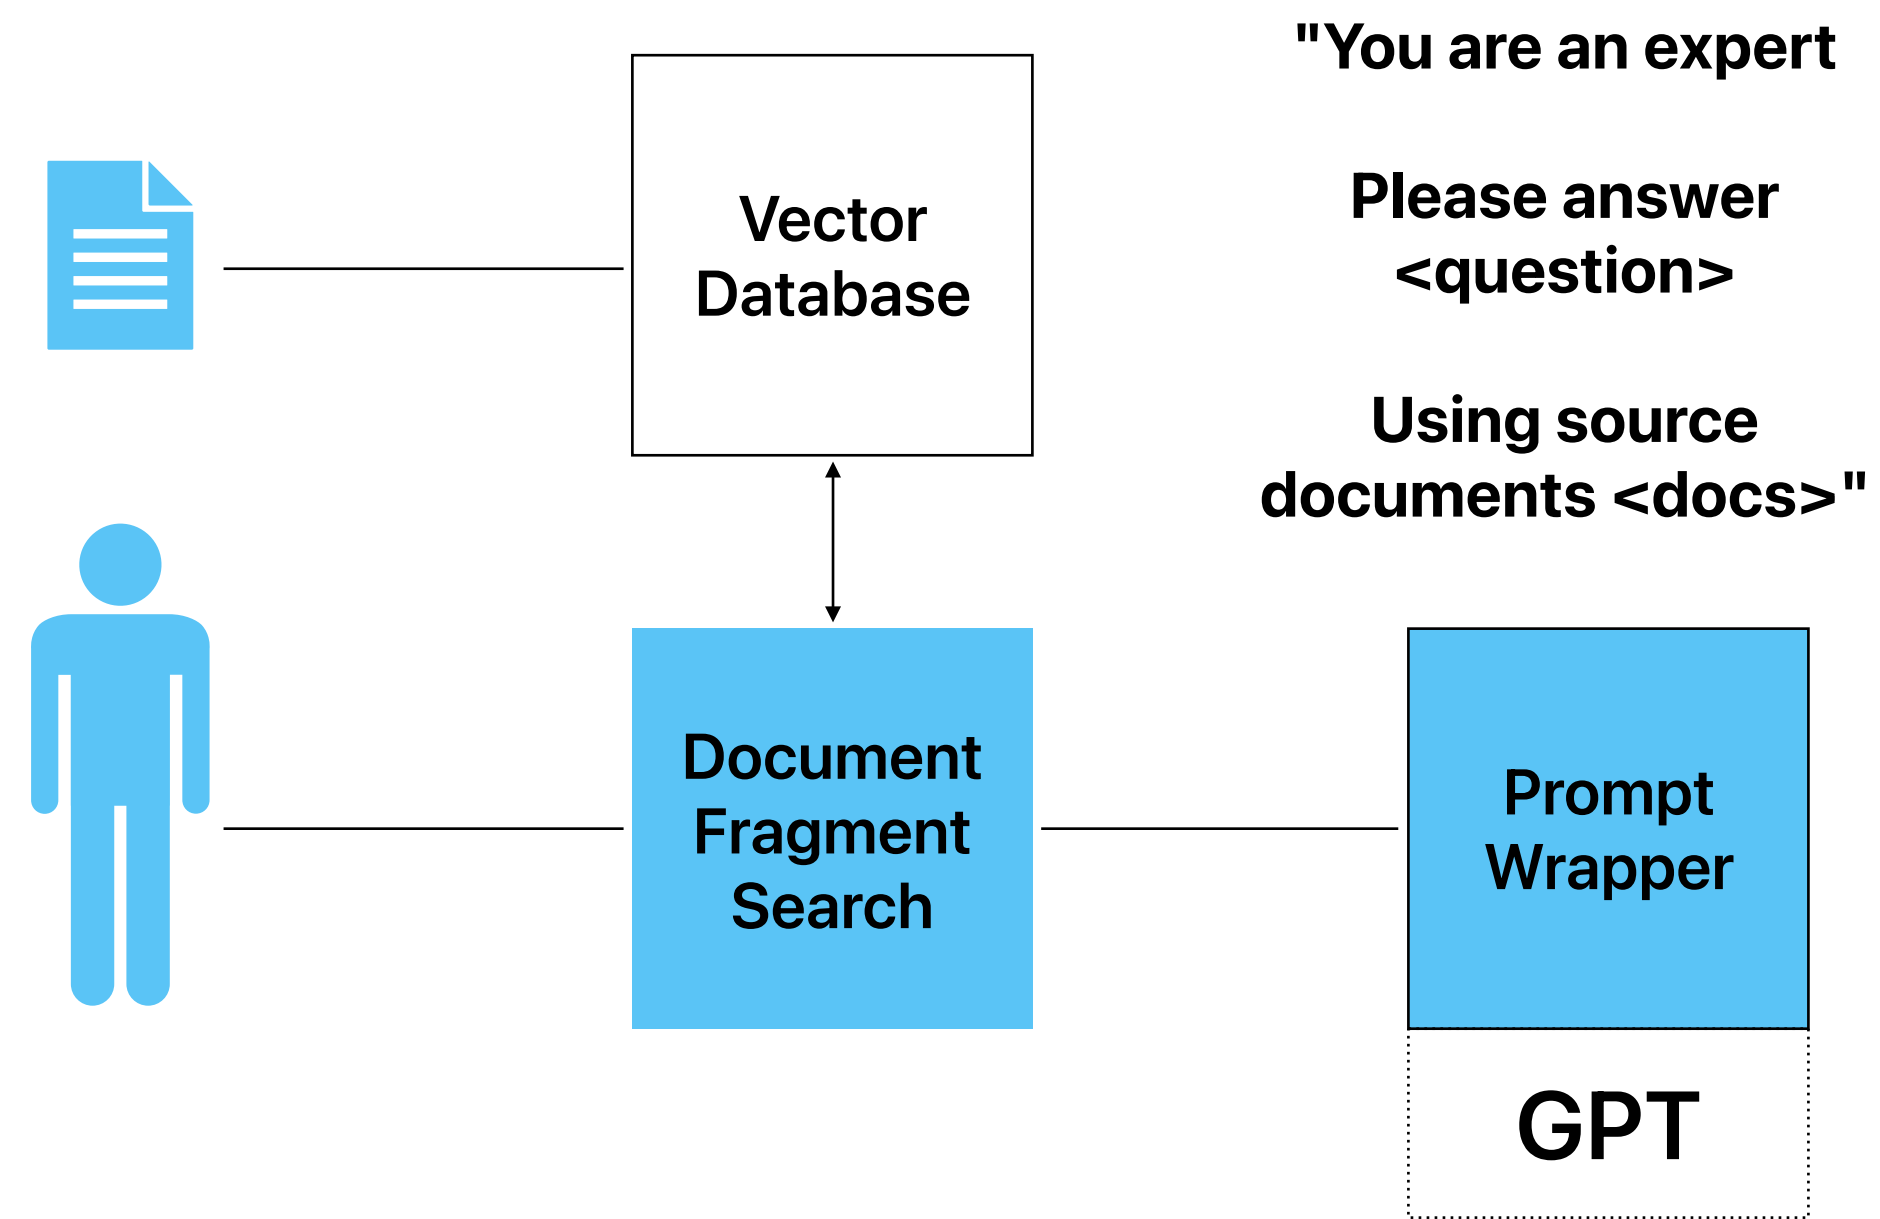 Vector
Database
"You are an expert
Please answer
<question>
Using source
documents <docs>"
Document
Fragment
Search
Prompt
Wrapper
GPT